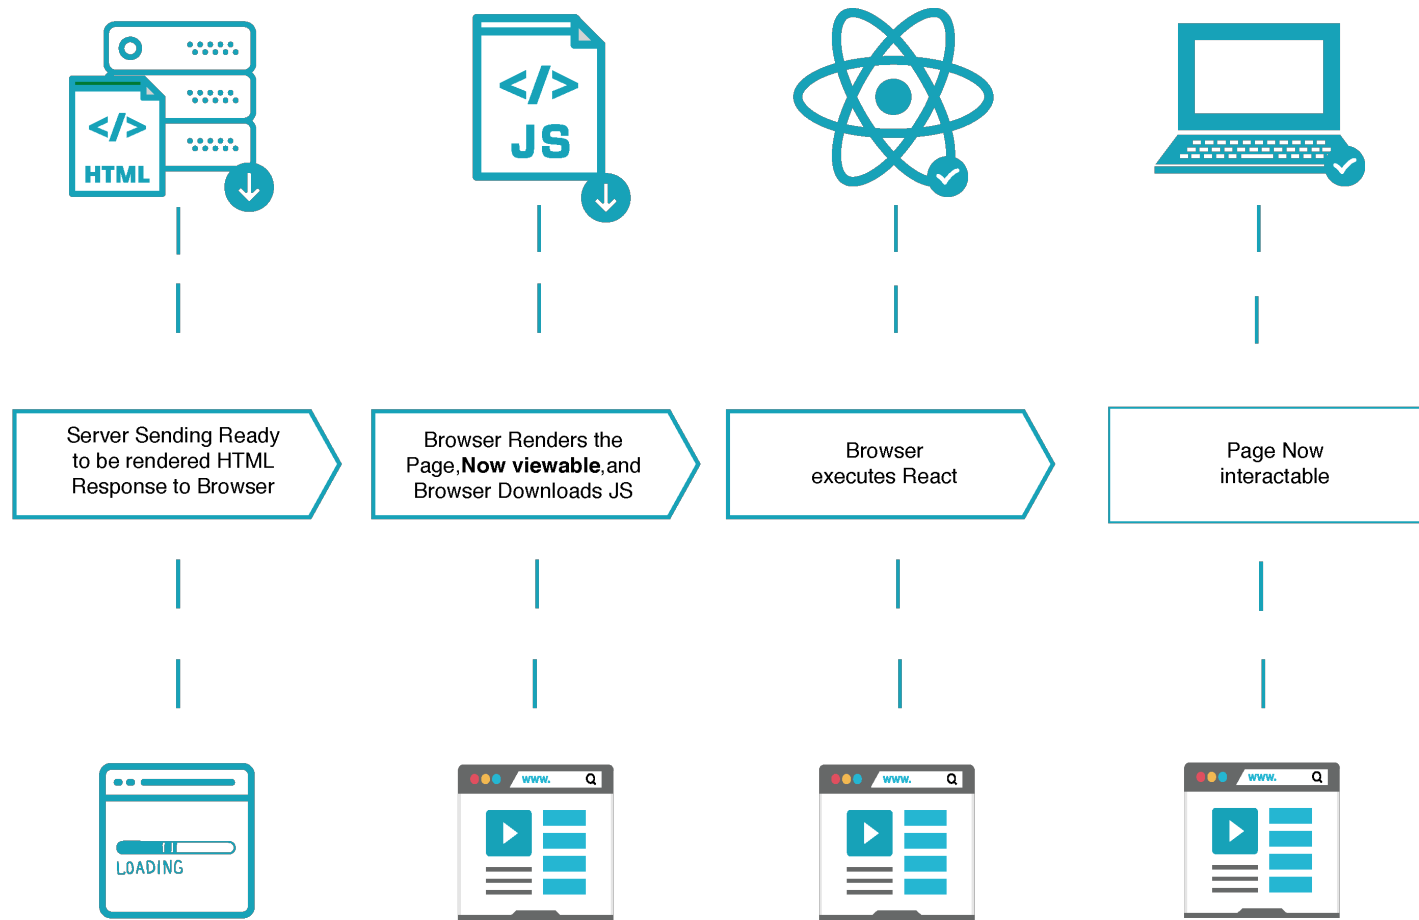 </>
HTML
</>
JS
Server Sending Ready
to be rendered HTML
Response to Browser
Browser Renders the
Page,Now viewable,and
Browser Downloads JS
Browser
executes React
Page Now
interactable
LOADING
www.
www.
www.